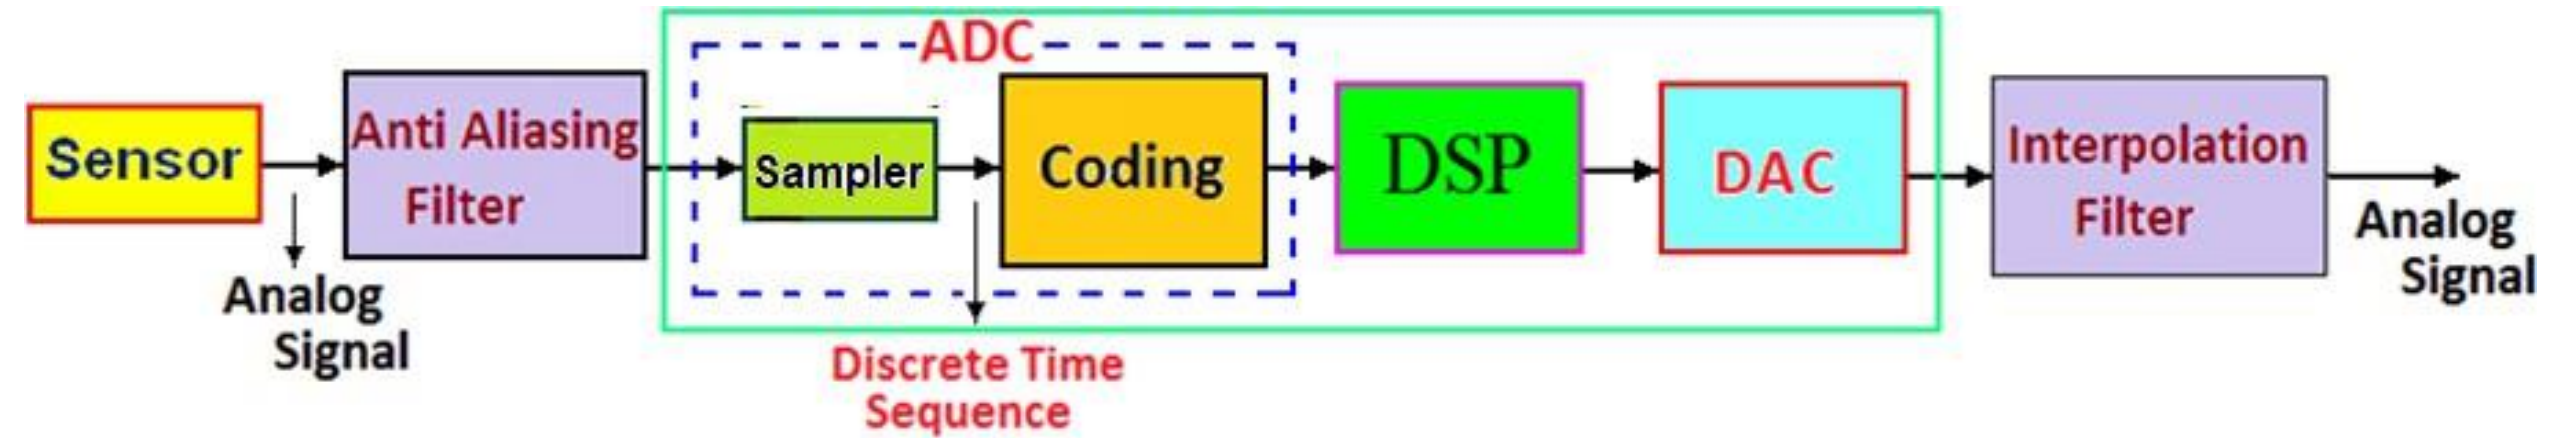 ADC
Sensor
Anti Aliasing
Filter
Sampler
Coding
DSP
DAC
Interpolation
Filter
Analog
Signal
Discrete Time
Sequence
Analog
Signal